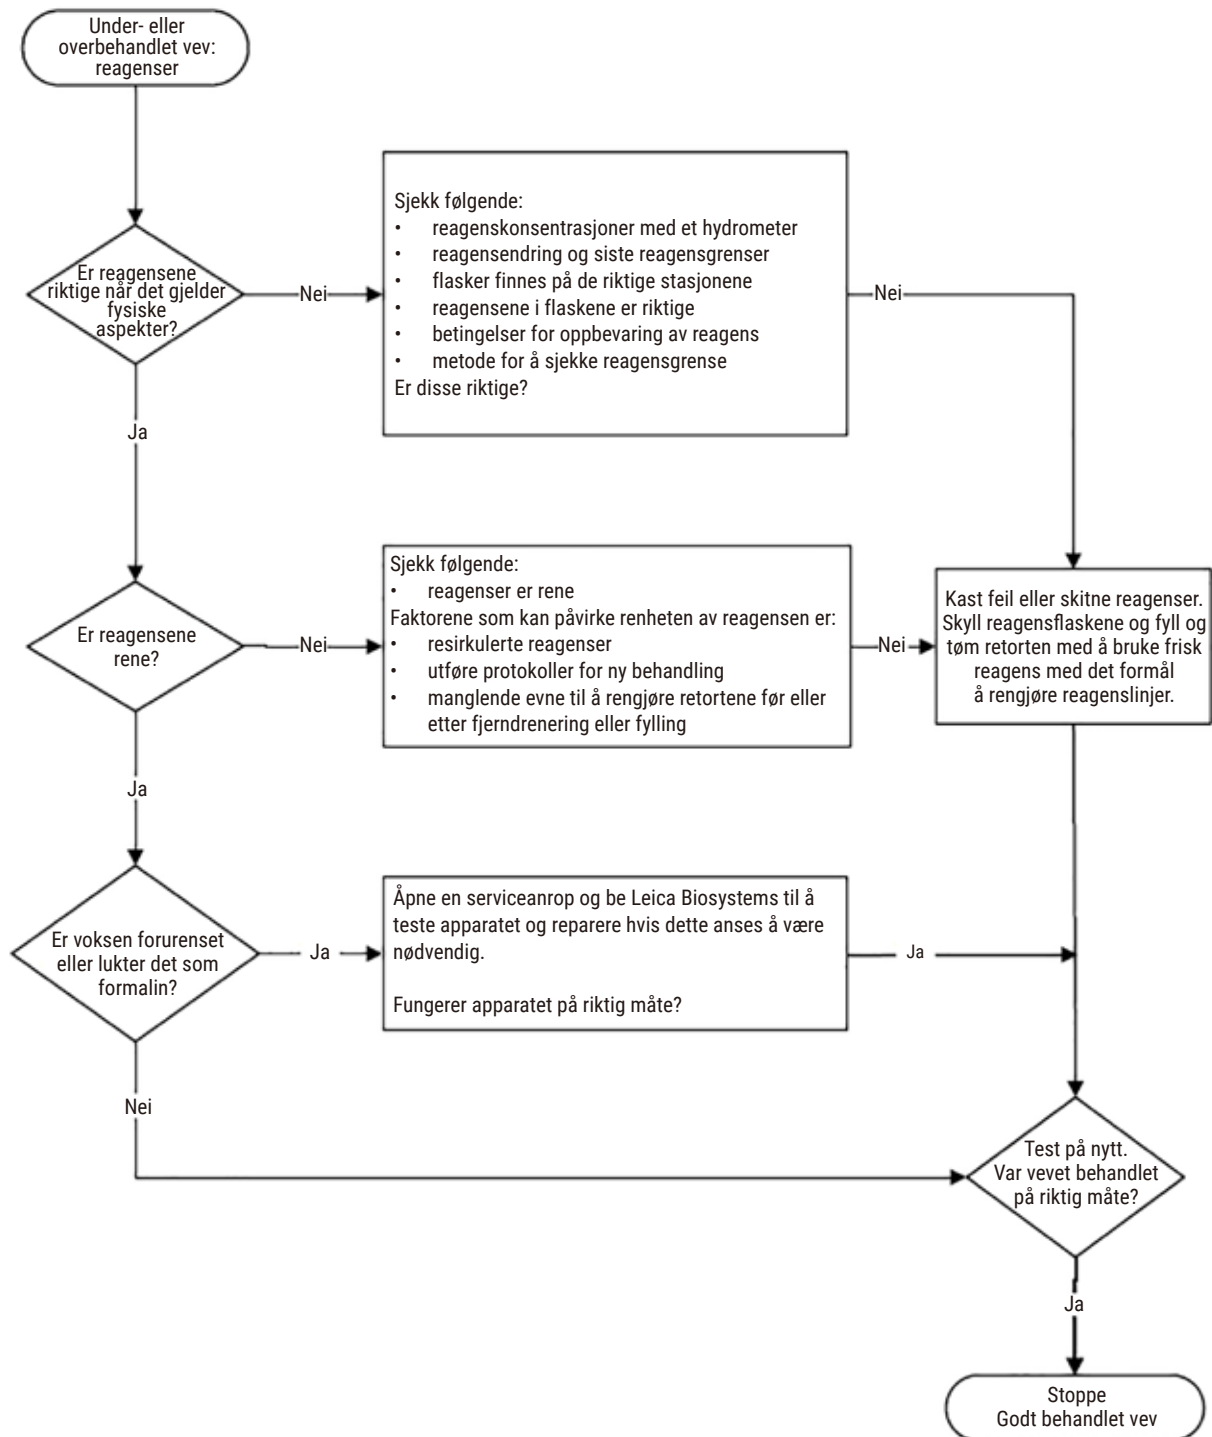 Under- eller
overbehandlet vev:
reagenser
Er reagensene
riktige når det gjelder
fysiske
aspekter?
Nei
Sjekk følgende:
• reagenskonsentrasjoner med et hydrometer
• reagensendring og siste reagensgrenser
• flasker finnes på de riktige stasjonene
• reagensene i flaskene er riktige
• betingelser for oppbevaring av reagens
• metode for å sjekke reagensgrense
Er disse riktige?
Nei
Ja
Er reagensene
rene?
Nei
Sjekk følgende:
• reagenser er rene
Faktorene som kan påvirke renheten av reagensen er:
• resirkulerte reagenser
• utføre protokoller for ny behandling
• manglende evne til å rengjøre retortene før eller
etter fjerndrenering eller fylling
Nei
Kast feil eller skitne reagenser.
Skyll reagensflaskene og fyll og
tøm retorten med å bruke frisk
reagens med det formål
å rengjøre reagenslinjer.
Ja
Er voksen forurenset
eller lukter det som
formalin?
Ja
Åpne en serviceanrop og be Leica Biosystems til å
teste apparatet og reparere hvis dette anses å være
nødvendig.
Fungerer apparatet på riktig måte?
Ja
Nei
Test på nytt.
Var vevet behandlet
på riktig måte?
Ja
Stoppe
Godt behandlet vev